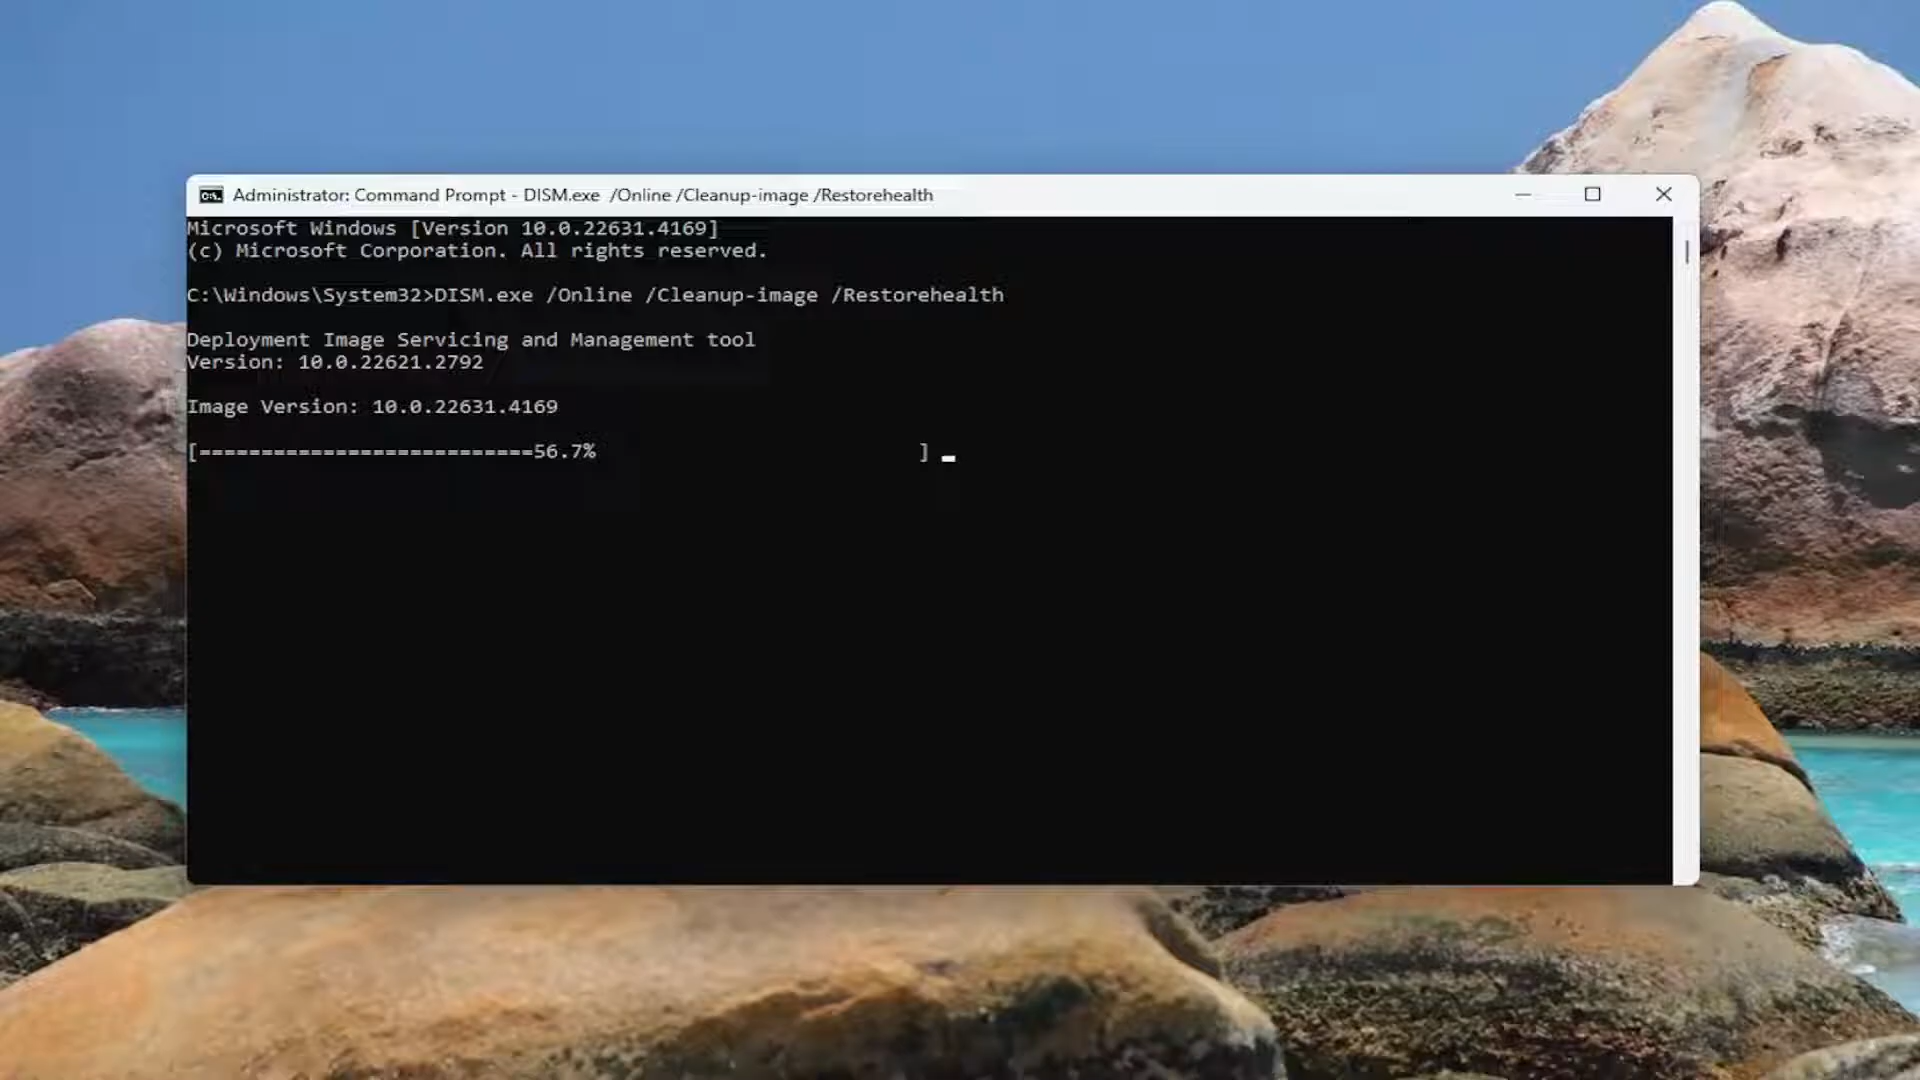 Administrator: Command Prompt - DISM.exe  /Online /Cleanup-image /Restorehealth
Microsoft Windows [Version 10.0.22631.4169]
(c) Microsoft Corporation. All rights reserved.
C:\Windows\System32>DISM.exe /Online /Cleanup-image /Restorehealth
Deployment Image Servicing and Management tool
Version: 10.0.22621.2792
Image Version: 10.0.22631.4169
[===========================56.7%                          ]